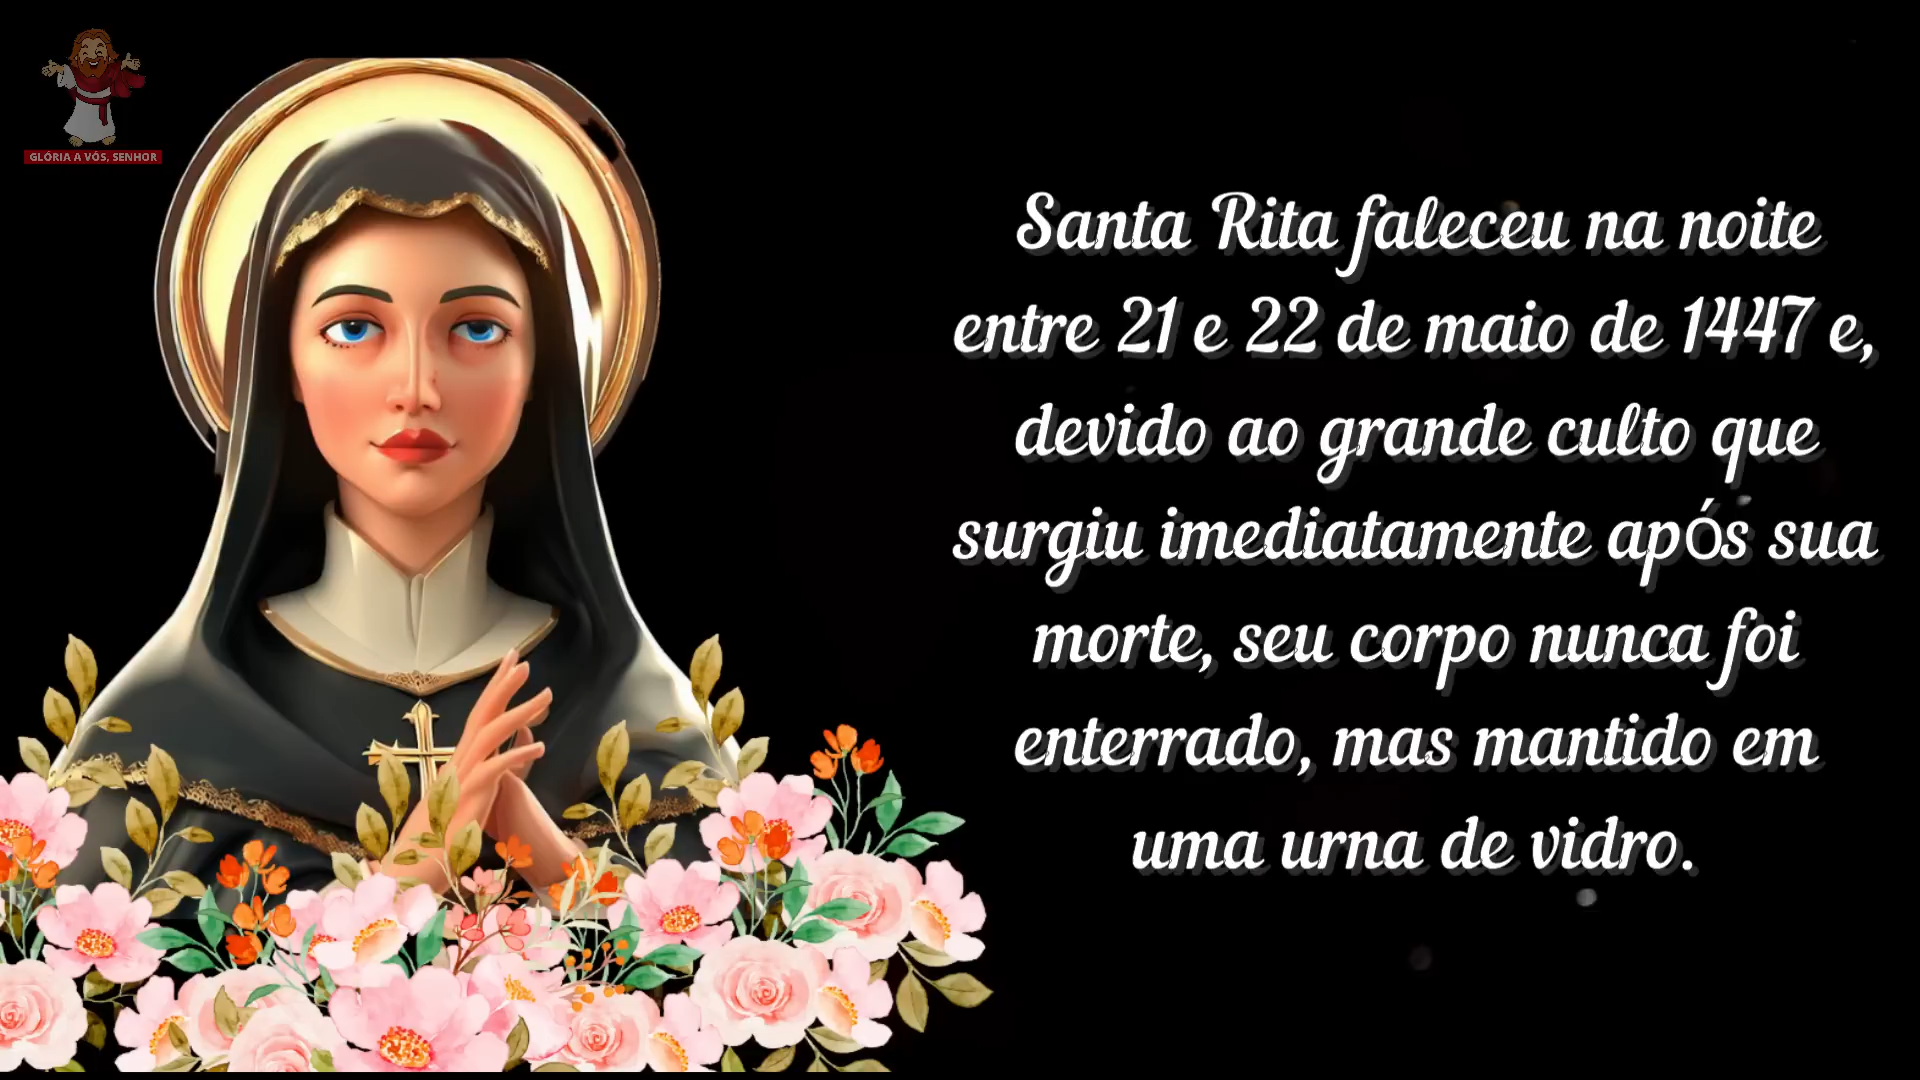 GLÓRIA A VÓS, SENHOR
Santa Rita faleceu na noite
entre 21 e 22 de maio de 1447 e,
devido ao grande culto que
surgiu imediatamente após sua
morte, seu corpo nunca foi
enterrado, mas mantido em
uma urna de vidro.